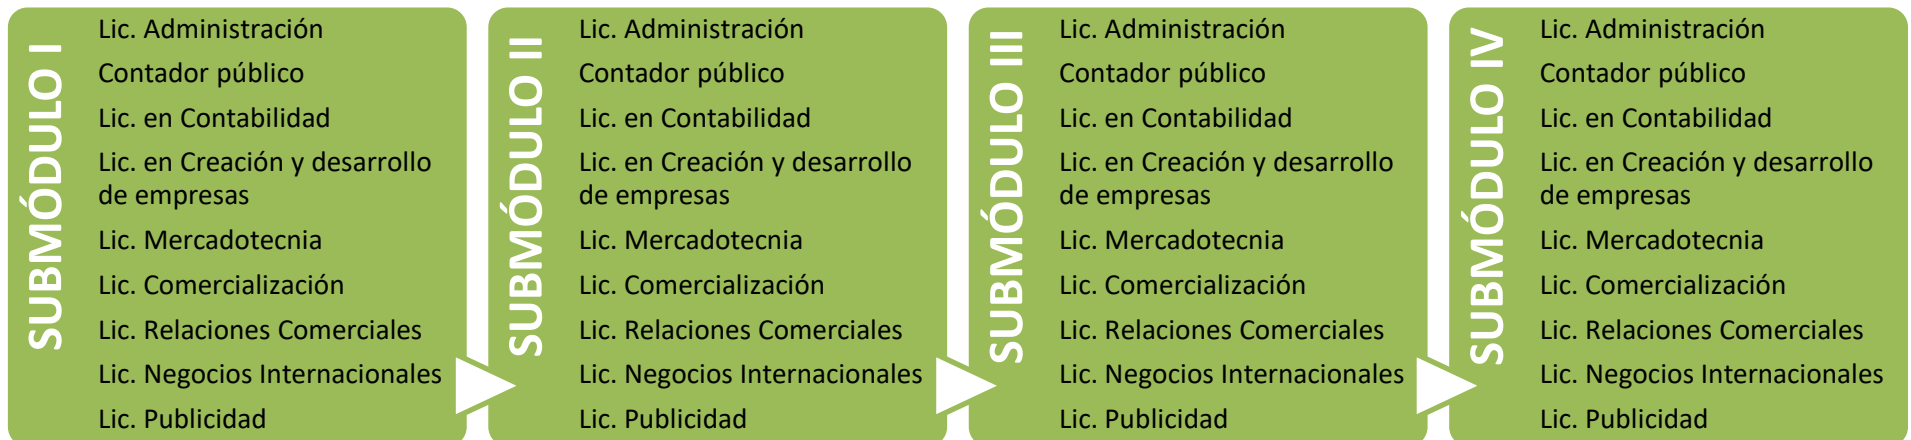 SUBMÓDULO I
Lic. Administración
Contador público
Lic. en Contabilidad
Lic. en Creación y desarrollo
de empresas
Lic. Mercadotecnia
Lic. Comercialización
Lic. Relaciones Comerciales
Lic. Negocios Internacionales
Lic. Publicidad
SUBMÓDULO II
Lic. Administración
Contador público
Lic. en Contabilidad
Lic. en Creación y desarrollo
de empresas
Lic. Mercadotecnia
Lic. Comercialización
Lic. Relaciones Comerciales
Lic. Negocios Internacionales
Lic. Publicidad
SUBMÓDULO III
Lic. Administración
Contador público
Lic. en Contabilidad
Lic. en Creación y desarrollo
de empresas
Lic. Mercadotecnia
Lic. Comercialización
Lic. Relaciones Comerciales
Lic. Negocios Internacionales
Lic. Publicidad
SUBMÓDULO IV
Lic. Administración
Contador público
Lic. en Contabilidad
Lic. en Creación y desarrollo
de empresas
Lic. Mercadotecnia
Lic. Comercialización
Lic. Relaciones Comerciales
Lic. Negocios Internacionales
Lic. Publicidad